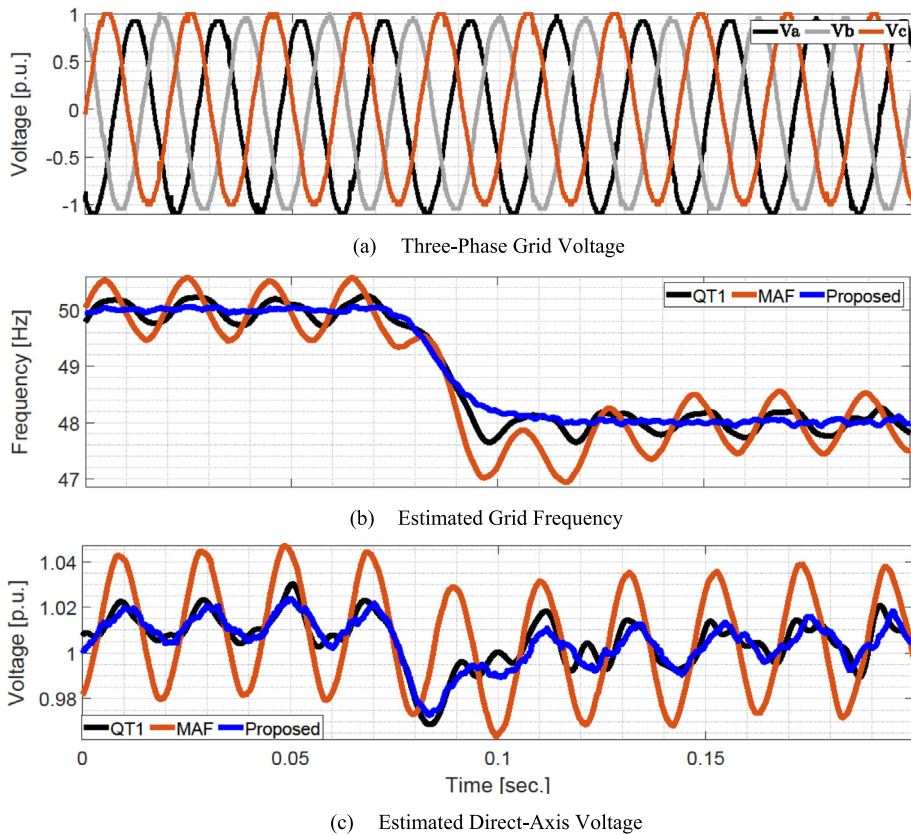 1
0.5
0
-0.5
-1
Voltage [p.u.]
Va Vb Vc
(a) Three-Phase Grid Voltage
50
49
48
47
Frequency [Hz]
QT1 MAF Proposed
(b) Estimated Grid Frequency
1.04
1.02
1
0.98
Voltage [p.u.]
QT1 MAF Proposed
0 0.05 0.1 0.15
Time [sec.]
(c) Estimated Direct-Axis Voltage